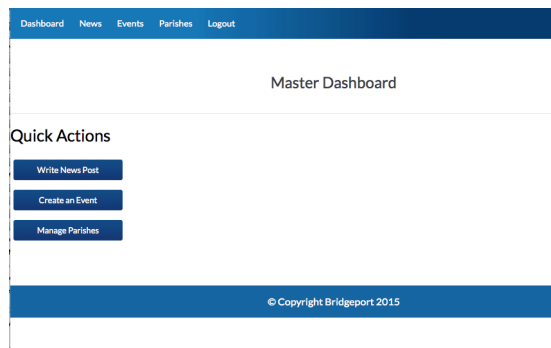 Dashboard News Events Parishes Logout
Master Dashboard
Quick Actions
Write News Post
Create an Event
Manage Parishes
© Copyright Bridgeport 2015